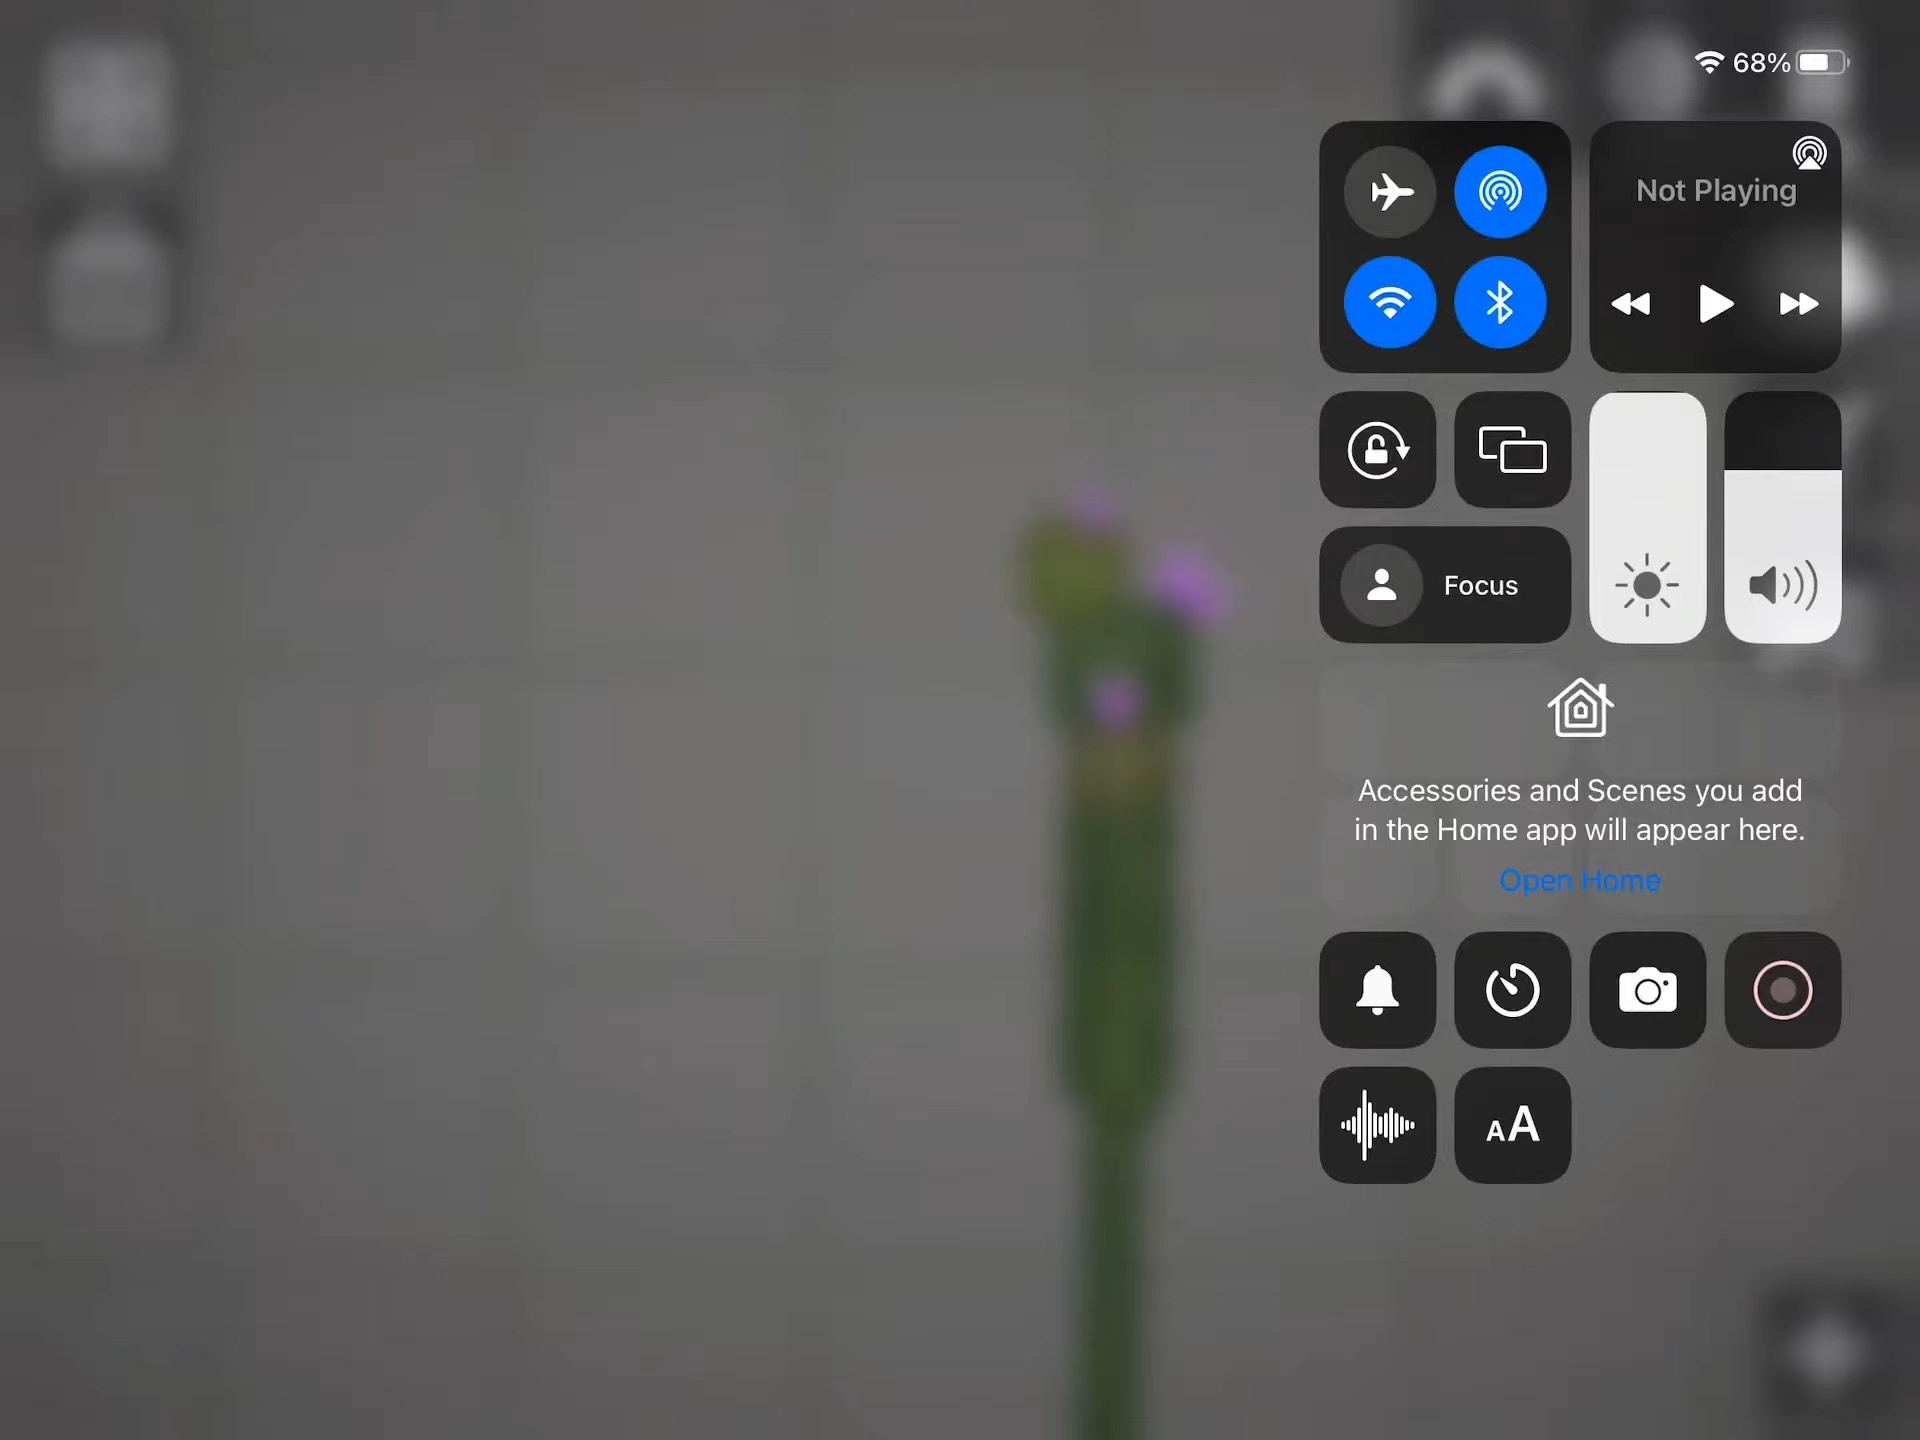 68%
Not Playing
Focus
Accessories and Scenes you add
in the Home app will appear here.
Open Home
AA